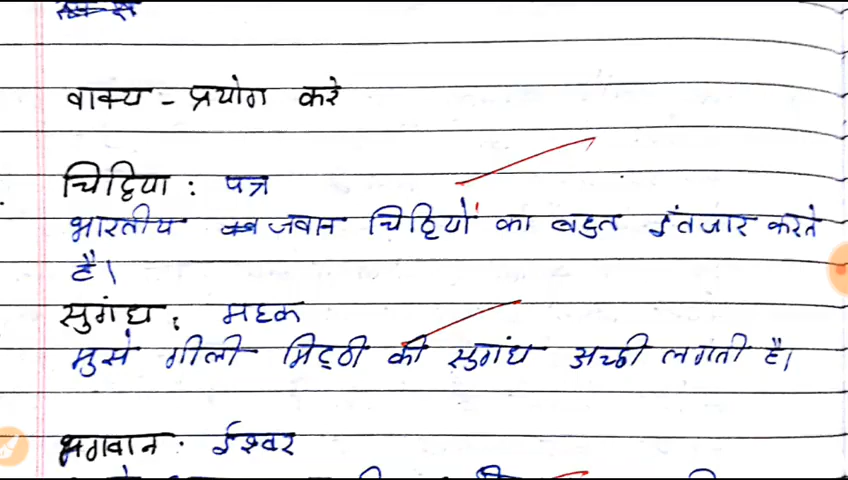 वाक्य - प्रयोग करे
चिट्ठिया : पत्र
भारतीय जवान चिट्ठियों का बहुत इंतजार करते
है।
सुगंध : महक
मुझे गीली मिट्ठी की सुगंध अच्छी लगती है।
भगवान : ईश्वर